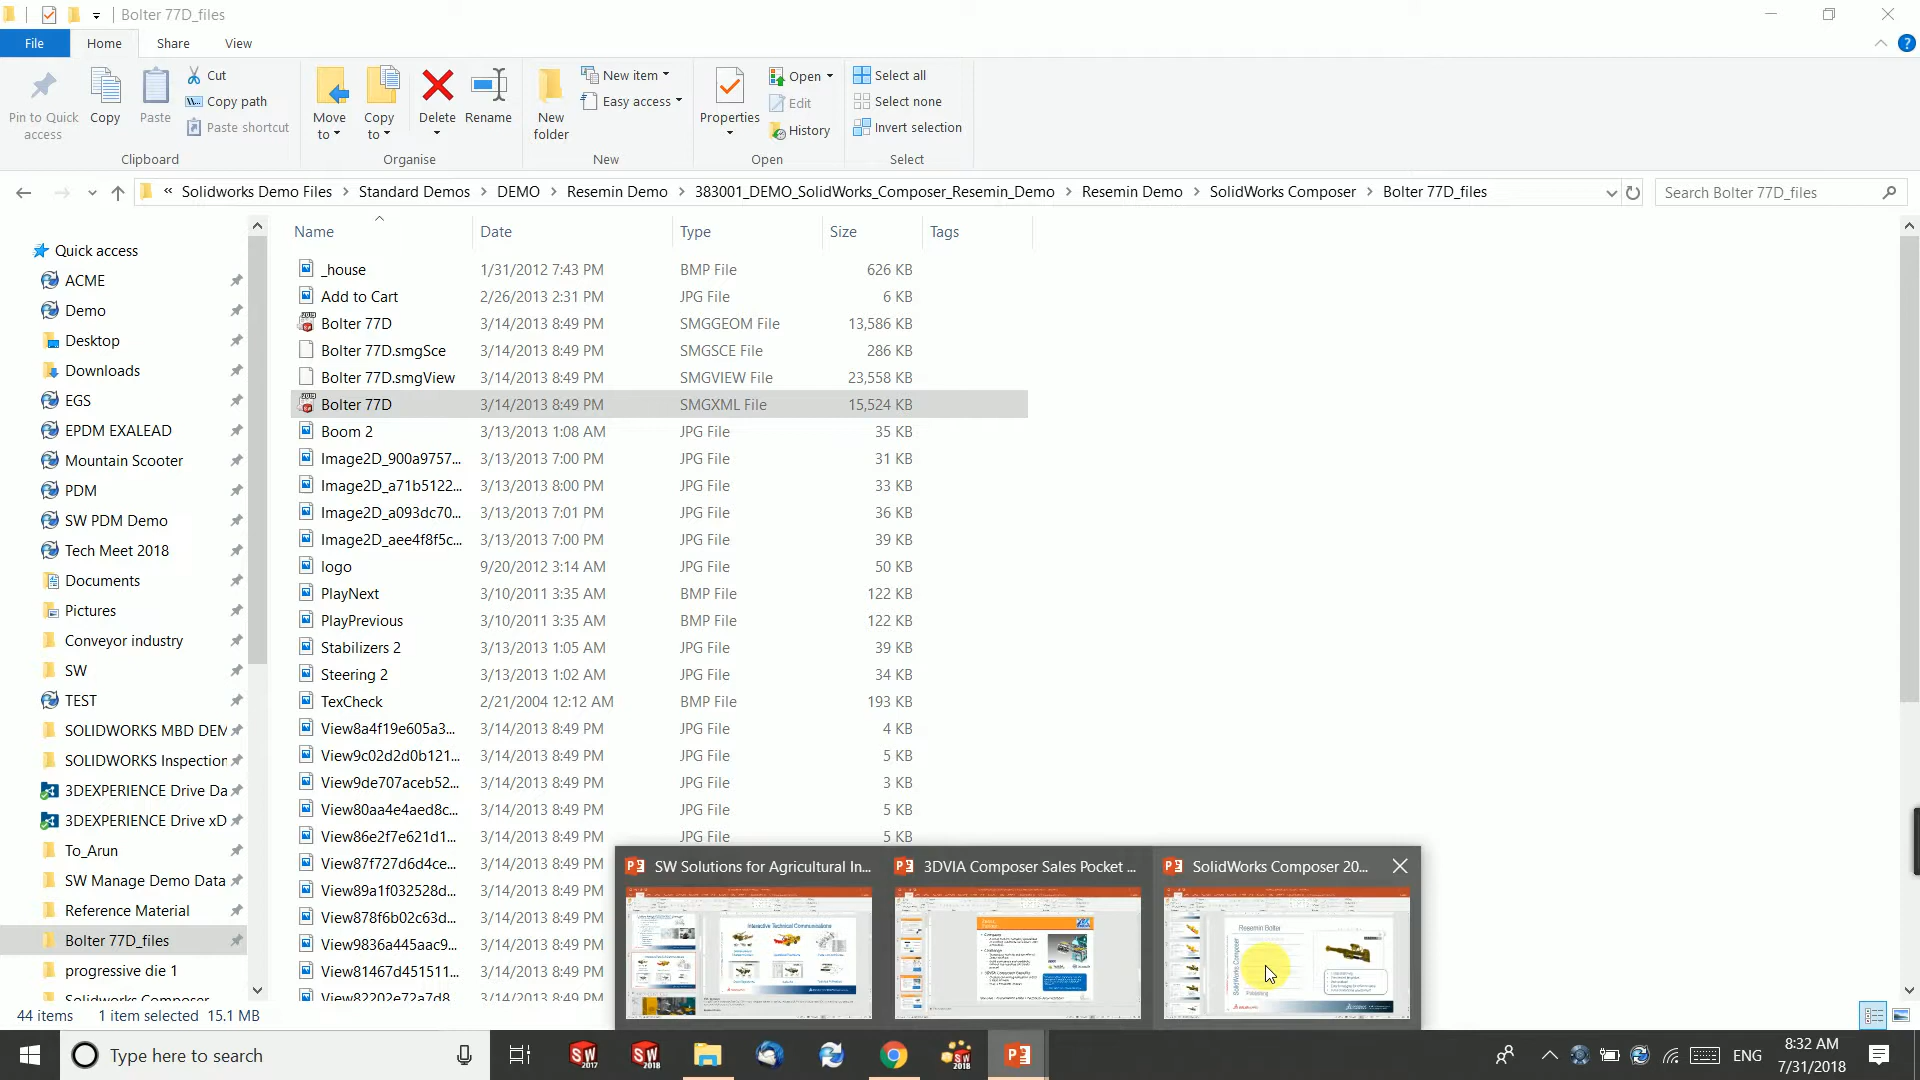 Bolter 77D_files
File
Home
Share
View
Pin to Quick access
Copy
Paste
Cut
Copy path
Paste shortcut
Clipboard
Move to
Copy to
Delete
Rename
Organise
New folder
New item
Easy access
New
Properties
Open
Edit
History
Open
Select all
Select none
Invert selection
Select
« Solidworks Demo Files > Standard Demos > DEMO > Resemin Demo > 383001_DEMO_SolidWorks_Composer_Resemin_Demo > Resemin Demo > SolidWorks Composer > Bolter 77D_files
Search Bolter 77D_files
Quick access
ACME
Demo
Desktop
Downloads
EGS
EPDM EXALEAD
Mountain Scooter
PDM
SW PDM Demo
Tech Meet 2018
Documents
Pictures
Conveyor industry
SW
TEST
SOLIDWORKS MBD DEM
SOLIDWORKS Inspection
3DEXPERIENCE Drive Da
3DEXPERIENCE Drive xD
To_Arun
SW Manage Demo Data
Reference Material
Bolter 77D_files
progressive die 1
Solidworks Composer
Name Date Type Size Tags
_house 1/31/2012 7:43 PM BMP File 626 KB
Add to Cart 2/26/2013 2:31 PM JPG File 6 KB
Bolter 77D 3/14/2013 8:49 PM SMGGEOM File 13,586 KB
Bolter 77D.smgSce 3/14/2013 8:49 PM SMGSCE File 286 KB
Bolter 77D.smgView 3/14/2013 8:49 PM SMGVIEW File 23,558 KB
Bolter 77D 3/14/2013 8:49 PM SMGXML File 15,524 KB
Boom 2 3/13/2013 1:08 AM JPG File 35 KB
Image2D_900a9757... 3/13/2013 7:00 PM JPG File 31 KB
Image2D_a71b5122... 3/13/2013 8:00 PM JPG File 33 KB
Image2D_a093dc70... 3/13/2013 7:01 PM JPG File 36 KB
Image2D_aee4f8f5c... 3/13/2013 7:00 PM JPG File 39 KB
logo 9/20/2012 3:14 AM JPG File 50 KB
PlayNext 3/10/2011 3:35 AM BMP File 122 KB
PlayPrevious 3/10/2011 3:35 AM BMP File 122 KB
Stabilizers 2 3/13/2013 1:05 AM JPG File 39 KB
Steering 2 3/13/2013 1:02 AM JPG File 34 KB
TexCheck 2/21/2004 12:12 AM BMP File 193 KB
View8a4f19e605a3... 3/14/2013 8:49 PM JPG File 4 KB
View9c02d2d0b121... 3/14/2013 8:49 PM JPG File 5 KB
View9de707aceb52... 3/14/2013 8:49 PM JPG File 3 KB
View80aa4e4aed8c... 3/14/2013 8:49 PM JPG File 5 KB
View86e2f7e621d1... 3/14/2013 8:49 PM JPG File 5 KB
View87f727d6d4ce... 3/14/2013 8:49 PM
View89a1f032528d... 3/14/2013 8:49 PM
View878f6b02c63d... 3/14/2013 8:49 PM
View9836a445aac9... 3/14/2013 8:49 PM
View81467d451511... 3/14/2013 8:49 PM
View82202e72a7d8 3/14/2013 8:49 PM
SW Solutions for Agricultural In...
3DVIA Composer Sales Pocket ...
SolidWorks Composer 20...
Interactive Technical Communications
Resemin Bolter
SolidWorks Composer
44 items 1 item selected 15.1 MB
Type here to search
SW 2017
SW 2018
2018
ENG
8:32 AM
7/31/2018